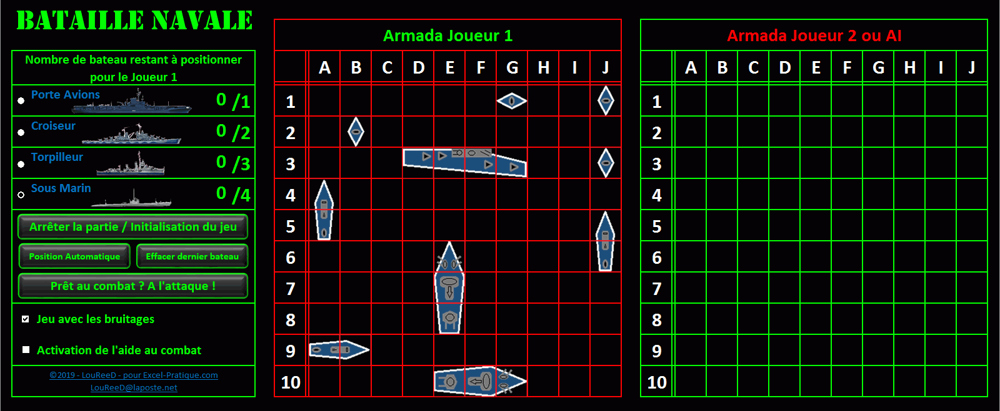 BATAILLE NAVALE
Nombre de bateau restant à positionner
pour le Joueur 1
Porte Avions 0 /1
Croiseur 0 /2
Torpilleur 0 /3
Sous Marin 0 /4
Arrêter la partie / Initialisation du jeu
Position Automatique Effacer dernier bateau
Prêt au combat ? A l'attaque !
Jeu avec les bruitages
Activation de l'aide au combat
©2019 - LouReeD - pour Excel-Pratique.com
LouReeD@laposte.net
Armada Joueur 1
A B C D E F G H I J
1
2
3
4
5
6
7
8
9
10
Armada Joueur 2 ou AI
A B C D E F G H I J
1
2
3
4
5
6
7
8
9
10